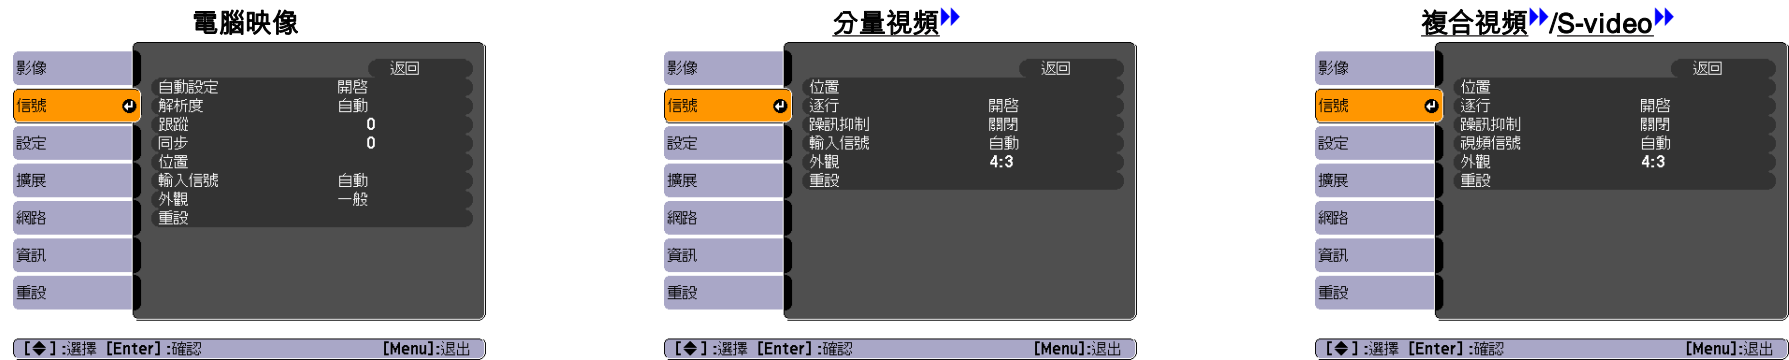 電腦映像
影像
信號
設定
擴展
網路
資訊
重設
返回
自動設定 開啓
解析度 自動
跟蹤 0
同步 0
位置
輸入信號 自動
外觀 一般
重設
[◆]:選擇 [Enter]:確認 [Menu]:退出
分量視頻
影像
信號
設定
擴展
網路
資訊
重設
返回
位置
逐行 開啓
躁訊抑制 關閉
輸入信號 自動
外觀 4:3
重設
[◆]:選擇 [Enter]:確認 [Menu]:退出
複合視頻/S-video
影像
信號
設定
擴展
網路
資訊
重設
返回
位置
逐行 開啓
躁訊抑制 關閉
視頻信號 自動
外觀 4:3
重設
[◆]:選擇 [Enter]:確認 [Menu]:退出